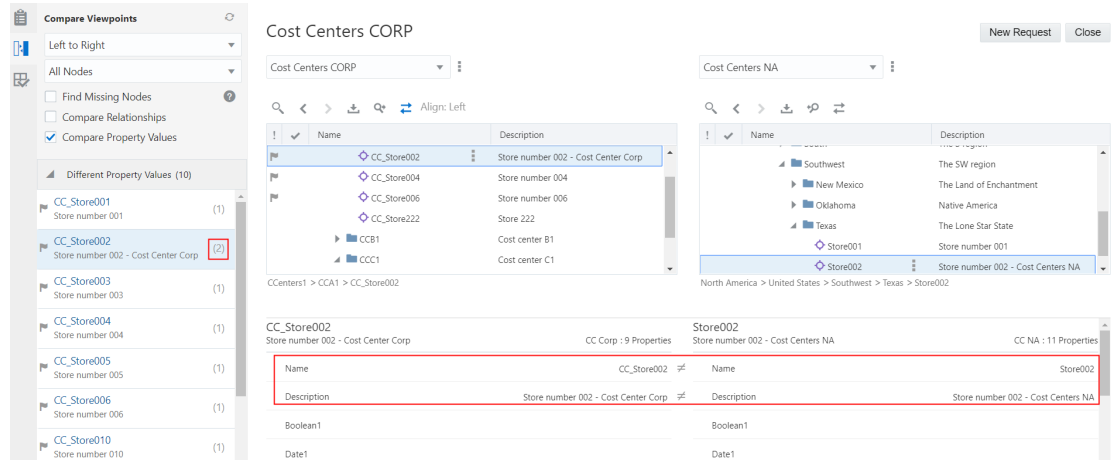 Compare Viewpoints
Left to Right
All Nodes
Find Missing Nodes
Compare Relationships
Compare Property Values
Different Property Values (10)
CC_Store001
Store number 001
(1)
CC_Store002
Store number 002 - Cost Center Corp
(2)
CC_Store003
Store number 003
(1)
CC_Store004
Store number 004
(1)
CC_Store005
Store number 005
(1)
CC_Store006
Store number 006
(1)
CC_Store010
Store number 010
(1)
Cost Centers CORP
New Request Close
Cost Centers CORP
Align: Left
! Name Description
CC_Store002 Store number 002 - Cost Center Corp
CC_Store004 Store number 004
CC_Store006 Store number 006
CC_Store222 Store 222
CCB1 Cost center B1
CCC1 Cost center C1
CCenters1 > CCA1 > CC_Store002
Cost Centers NA
! Name Description
Southwest The SW region
New Mexico The Land of Enchantment
Oklahoma Native America
Texas The Lone Star State
Store001 Store number 001
Store002 Store number 002 - Cost Centers NA
North America > United States > Southwest > Texas > Store002
CC_Store002
Store number 002 - Cost Center Corp CC Corp : 9 Properties
Store002
Store number 002 - Cost Centers NA CC NA : 11 Properties
Name CC_Store002 ≠ Name Store002
Description Store number 002 - Cost Center Corp ≠ Description Store number 002 - Cost Centers NA
Boolean1 Boolean1
Date1 Date1